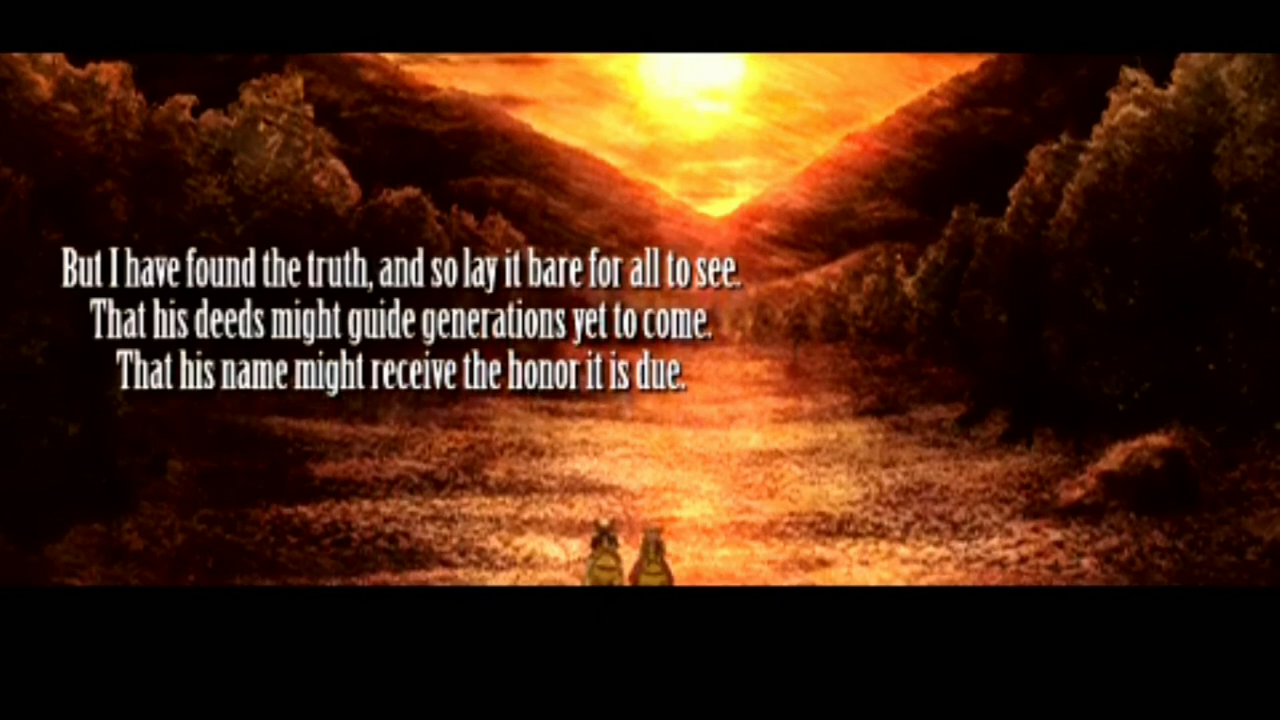 But I have found the truth, and so lay it bare for all to see.
That his deeds might guide generations yet to come.
That his name might receive the honor it is due.